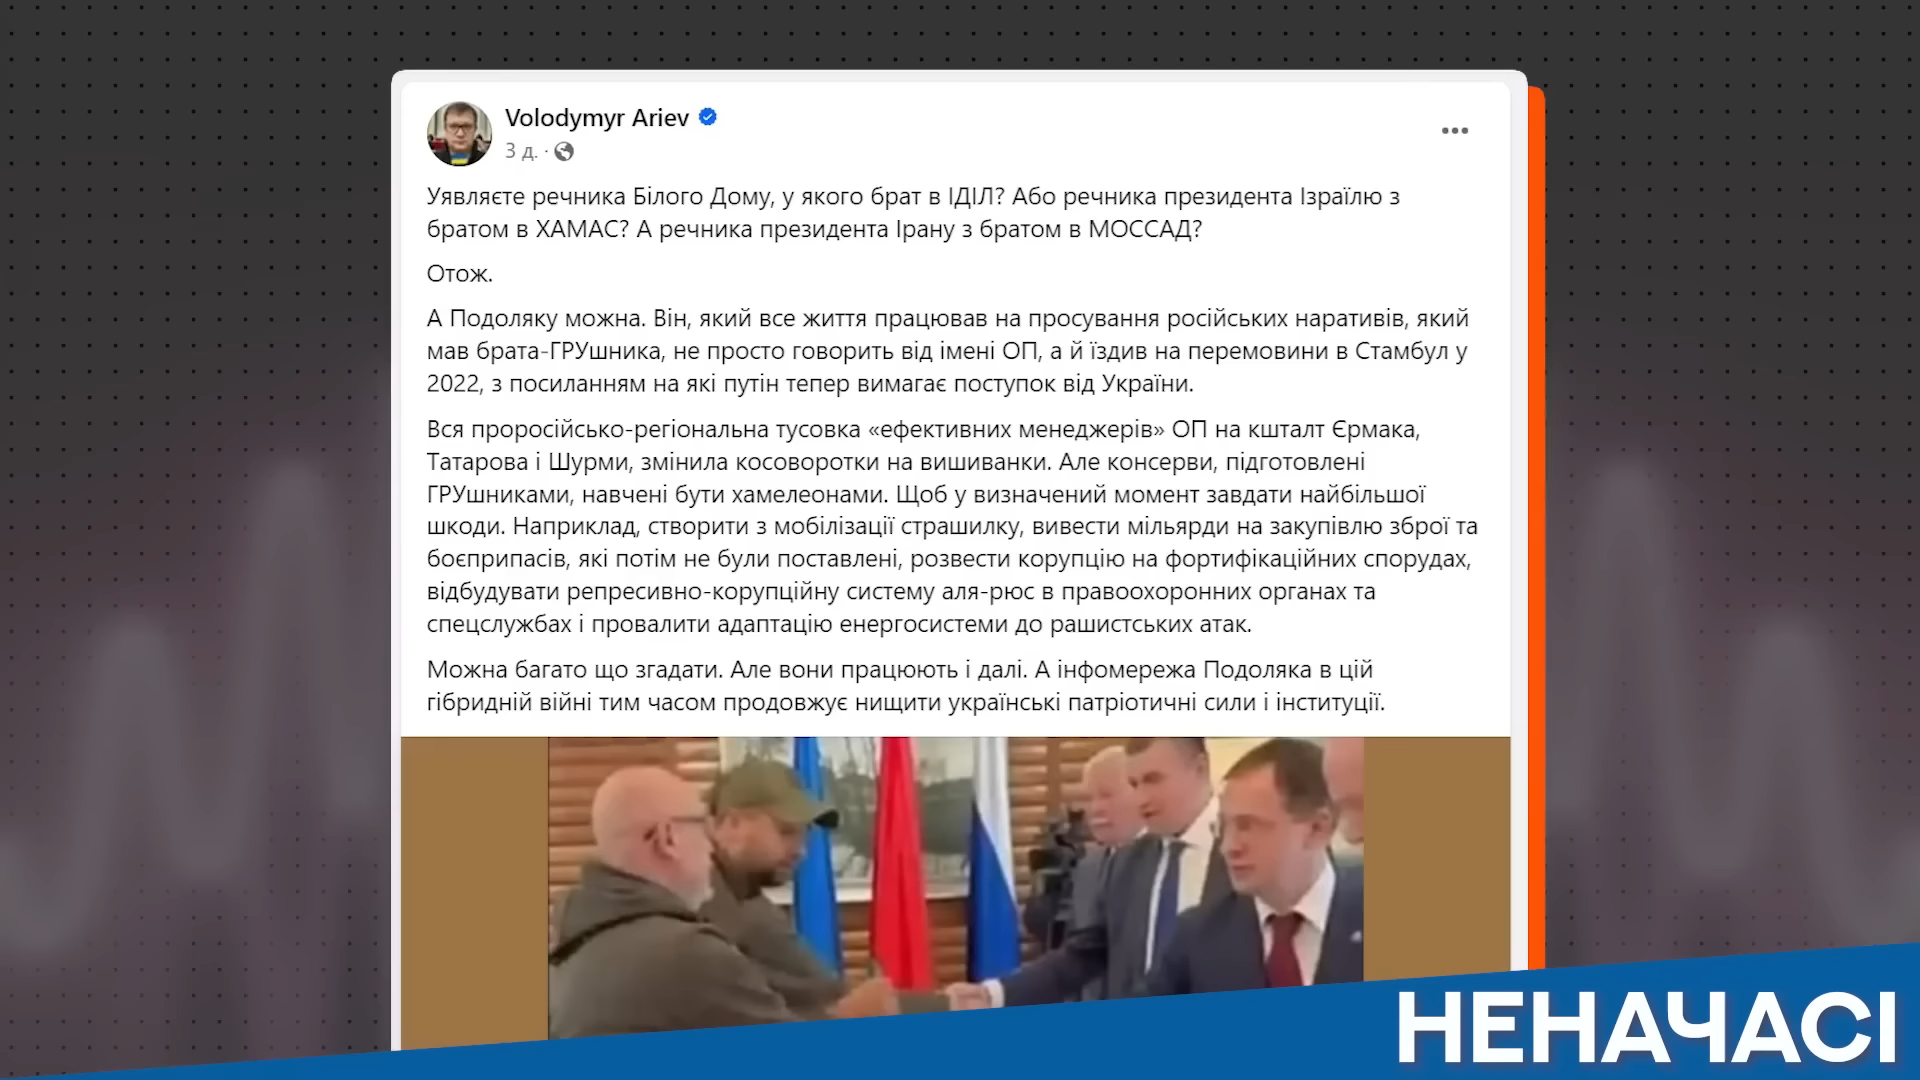 Volodymyr Ariev
3 д. ·
Уявляєте речника Білого Дому, у якого брат в ІДІЛ? Або речника президента Ізраїлю з
братом в ХАМАС? А речника президента Ірану з братом в МОССАД?
Отож.
А Подоляку можна. Він, який все життя працював на просування російських наративів, який
мав брата-ГРУшника, не просто говорить від імені ОП, а й їздив на перемовини в Стамбул у
2022, з посиланням на які путін тепер вимагає поступок від України.
Вся проросійсько-регіональна тусовка «ефективних менеджерів» ОП на кшталт Єрмака,
Татарова і Шурми, змінила косоворотки на вишиванки. Але консерви, підготовлені
ГРУшниками, навчені бути хамелеонами. Щоб у визначений момент завдати найбільшої
шкоди. Наприклад, створити з мобілізації страшилку, вивести мільярди на закупівлю зброї та
боєприпасів, які потім не були поставлені, розвести корупцію на фортифікаційних спорудах,
відбудувати репресивно-корупційну систему аля-рюс в правоохоронних органах та
спецслужбах і провалити адаптацію енергосистеми до рашистських атак.
Можна багато що згадати. Але вони працюють і далі. А інфомережа Подоляка в цій
гібридній війні тим часом продовжує нищити українські патріотичні сили і інституції.
НЕНАЧАСІ